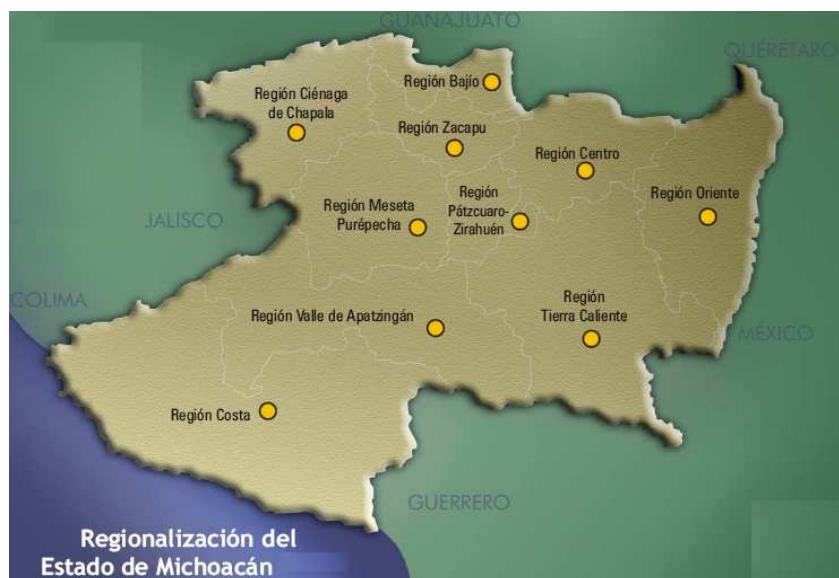 GUANAJUATO
QUERÉTARO
Región Bajío
Región Ciénaga
de Chapala
Región Zacapu
Región Centro
Región Oriente
Región
Pátzcuaro-
Zirahuén
Región Meseta
Purépecha
JALISCO
COLIMA
Región
Tierra Caliente
Región Valle de Apatzingán
MÉXICO
Región Costa
GUERRERO
Regionalización del
Estado de Michoacán